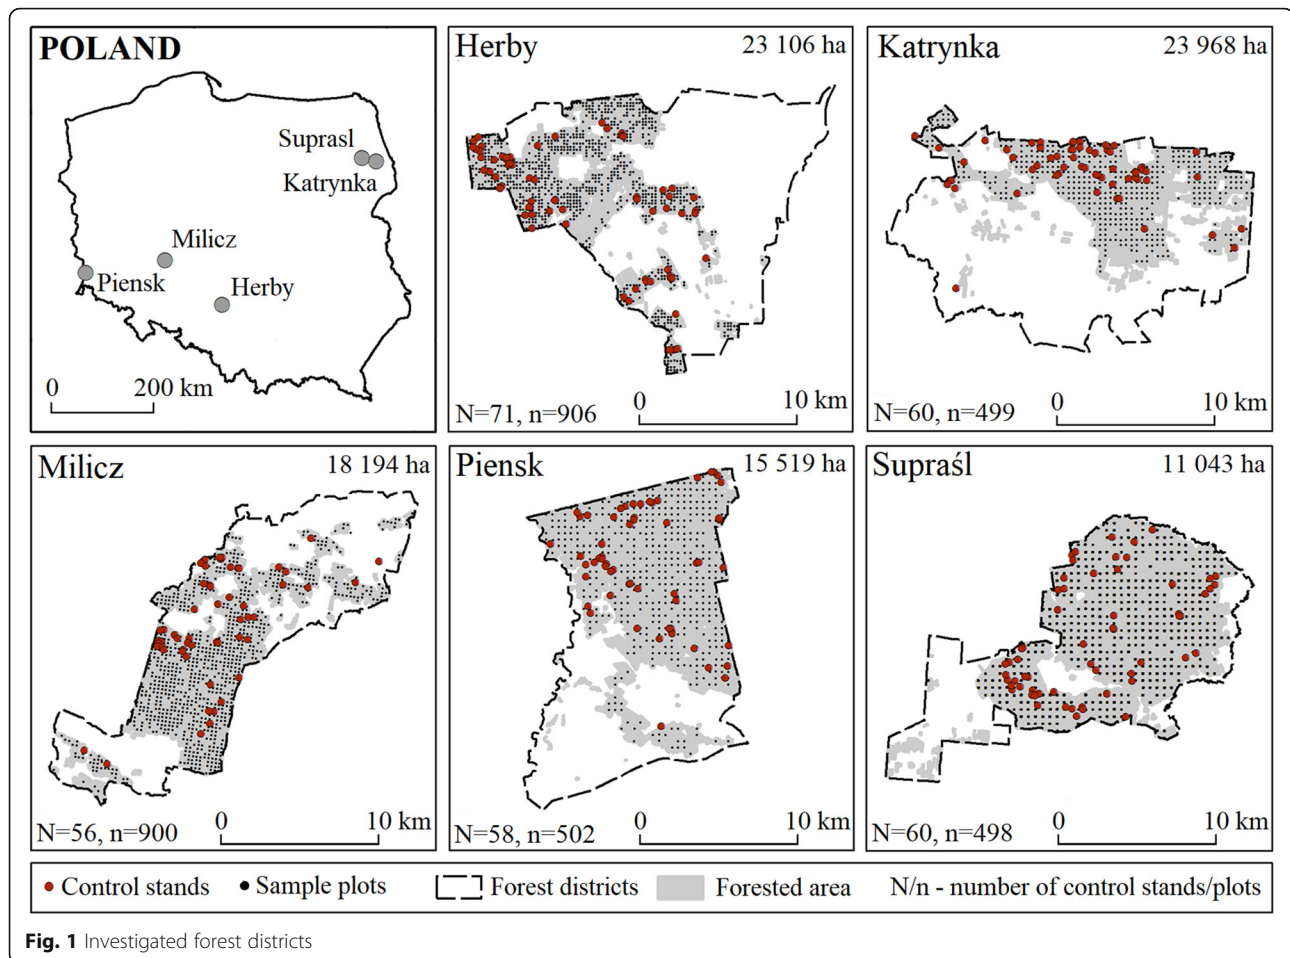 POLAND
Suprasl
Katrynka
Milicz
Piensk
Herby
0 200 km
Herby 23 106 ha
N=71, n=906 0 10 km
Katrynka 23 968 ha
N=60, n=499 0 10 km
Milicz 18 194 ha
N=56, n=900 0 10 km
Piensk 15 519 ha
N=58, n=502 0 10 km
Supraśl 11 043 ha
N=60, n=498 0 10 km
Control stands Sample plots Forest districts Forested area N/n - number of control stands/plots
Fig. 1 Investigated forest districts